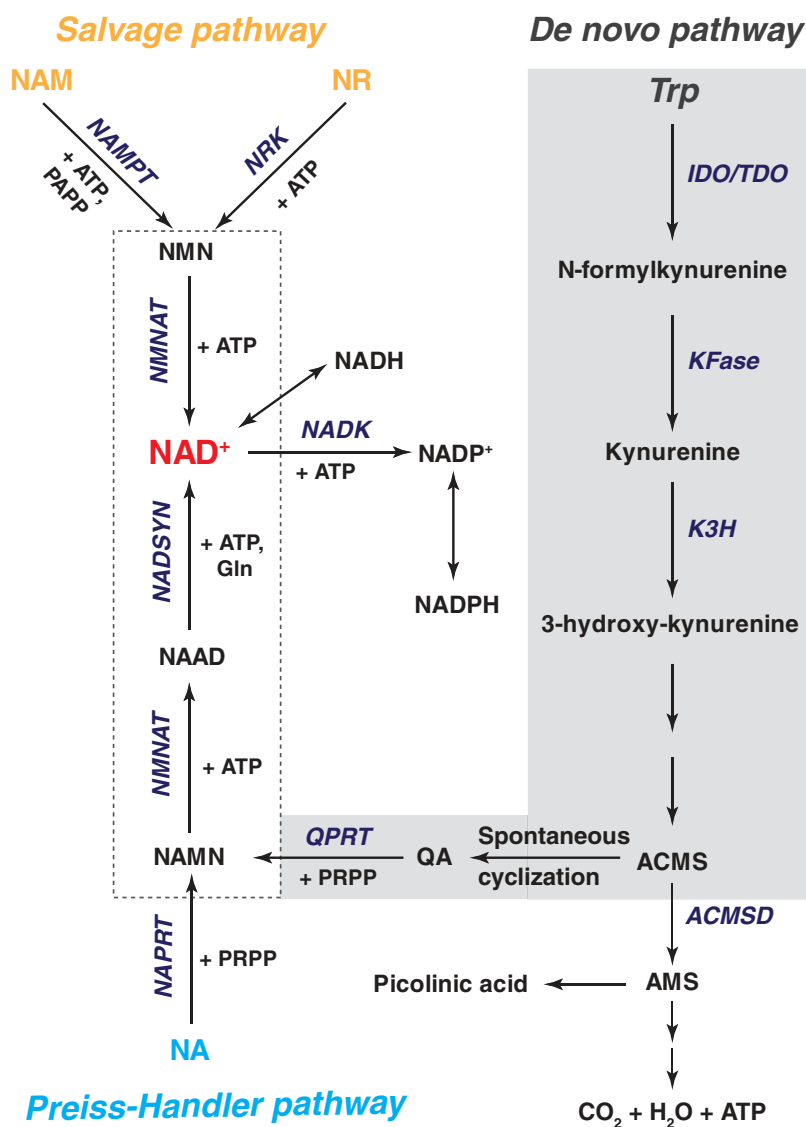 Salvage pathway
De novo pathway
NAM
NR
Trp
NAMPT
+ ATP,
PAPP
NRK
+ ATP
IDO/TDO
NMN
N-formylkynurenine
NMNAT
+ ATP
NADH
KFase
NAD+
NADK
+ ATP
NADP+
Kynurenine
NADSYN
+ ATP,
Gln
K3H
NADPH
3-hydroxy-kynurenine
NAAD
NMNAT
+ ATP
NAMN
QPRT
+ PRPP
QA
Spontaneous
cyclization
ACMS
ACMSD
NAPRT
+ PRPP
Picolinic acid
AMS
NA
Preiss-Handler pathway
CO2 + H2O + ATP